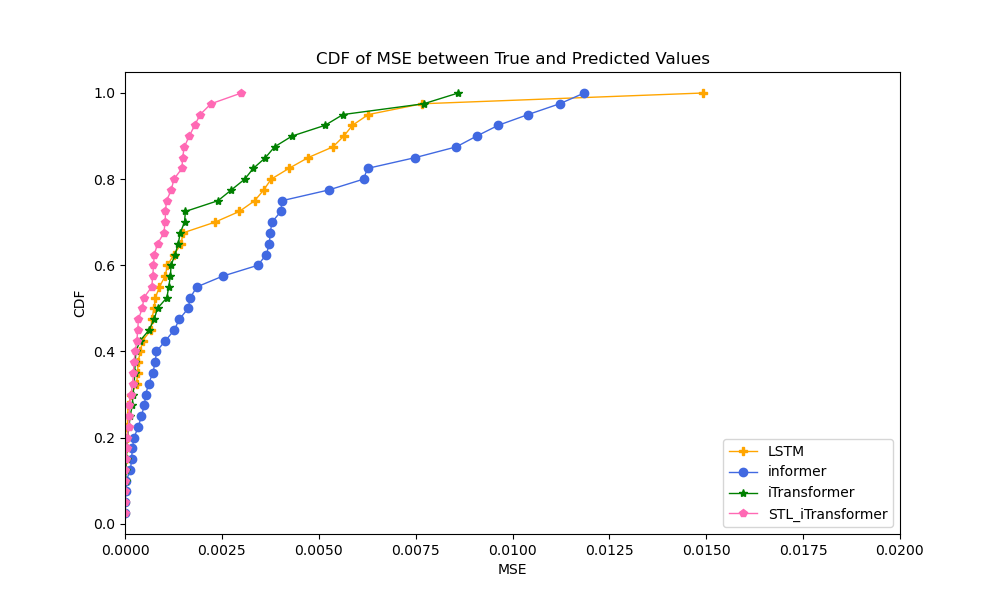 CDF of MSE between True and Predicted Values
CDF
1.0
0.8
0.6
0.4
0.2
0.0
0.0000 0.0025 0.0050 0.0075 0.0100 0.0125 0.0150 0.0175 0.0200
MSE
LSTM
informer
iTransformer
STL_iTransformer